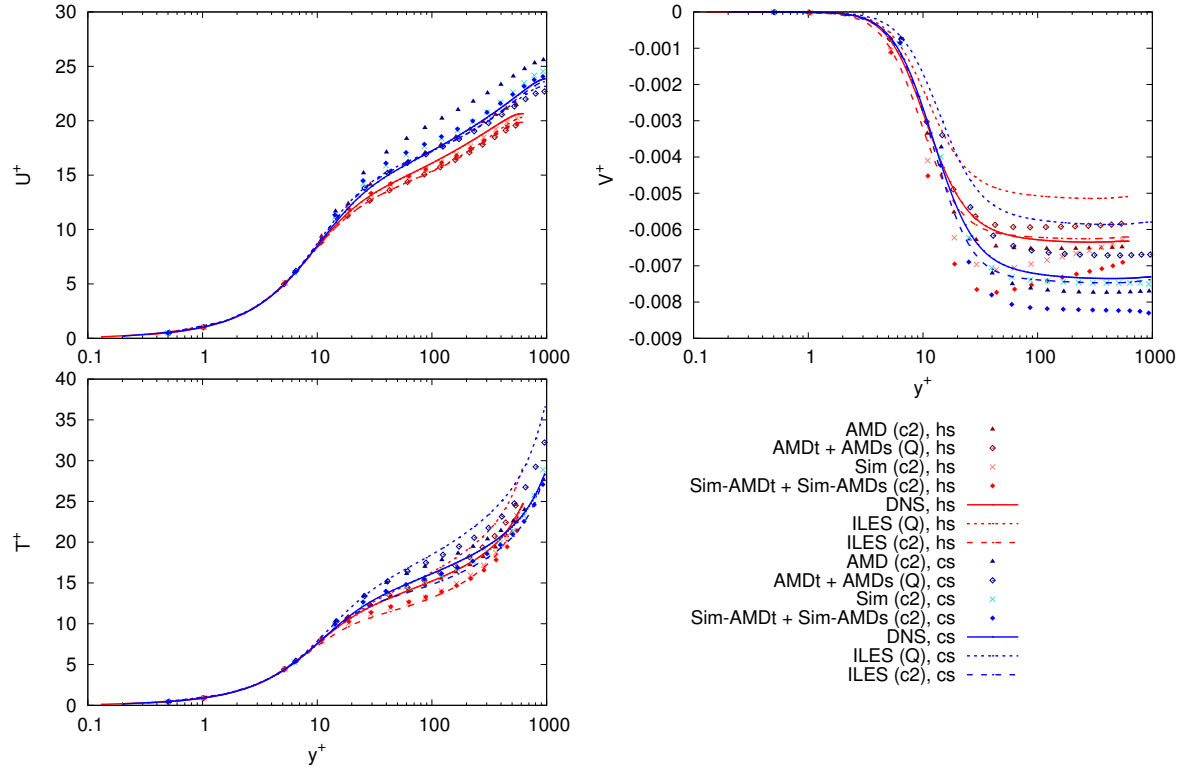 30
25
20
15
10
5
0
U+
0.1 1 10 100 1000
0
-0.001
-0.002
-0.003
-0.004
-0.005
-0.006
-0.007
-0.008
-0.009
V+
0.1 1 10 100 1000
y+
40
35
30
25
20
15
10
5
0
T+
0.1 1 10 100 1000
y+
AMD (c2), hs
AMDt + AMDs (Q), hs
Sim (c2), hs
Sim-AMDt + Sim-AMDs (c2), hs
DNS, hs
ILES (Q), hs
ILES (c2), hs
AMD (c2), cs
AMDt + AMDs (Q), cs
Sim (c2), cs
Sim-AMDt + Sim-AMDs (c2), cs
DNS, cs
ILES (Q), cs
ILES (c2), cs